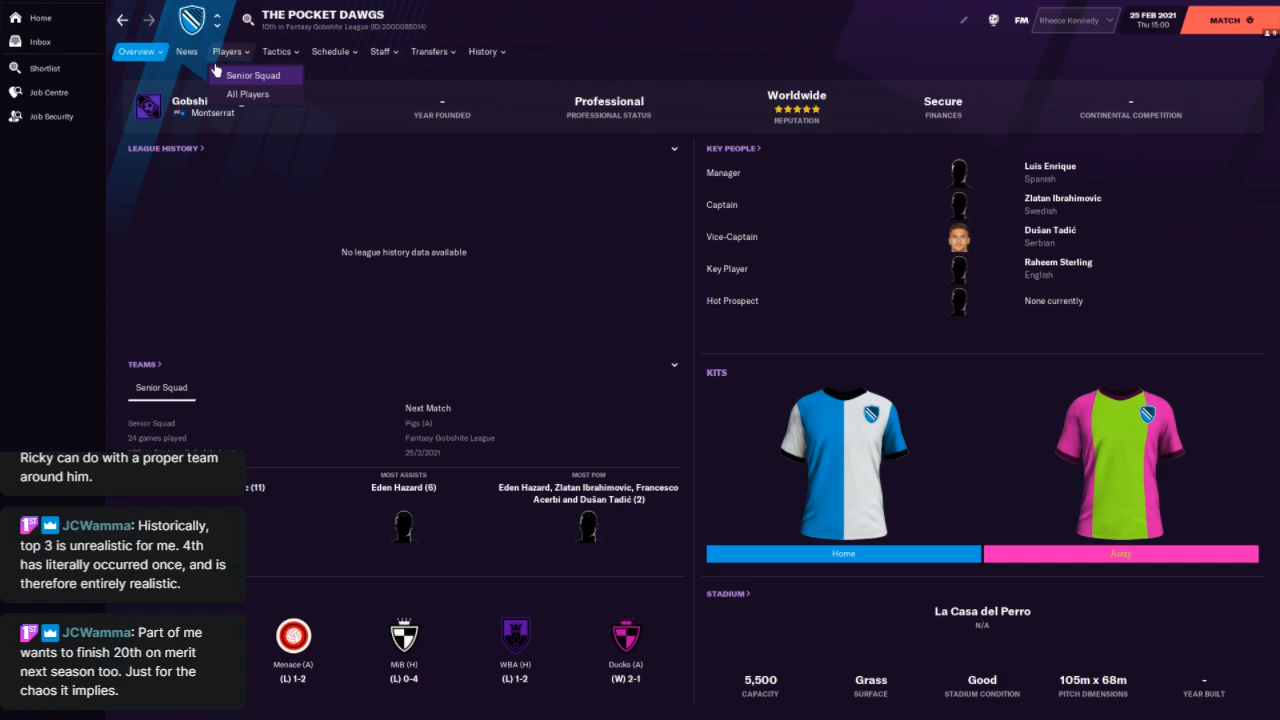 Home
Inbox
Shortlist
Job Centre
Job Security
THE POCKET DAWGS
10th in Fantasy Gobshite League (ID:2000085014)
FM
Rheece Kennedy
25 FEB 2021
Thu 15:00
MATCH
9
Overview
News
Players
Tactics
Schedule
Staff
Transfers
History
Senior Squad
All Players
Gobshi
Montserrat
-
YEAR FOUNDED
Professional
PROFESSIONAL STATUS
Worldwide
REPUTATION
Secure
FINANCES
-
CONTINENTAL COMPETITION
LEAGUE HISTORY >
No league history data available
TEAMS >
Senior Squad
Senior Squad
24 games played
Next Match
Pigs (A)
Fantasy Gobshite League
25/2/2021
c (11)
MOST ASSISTS
Eden Hazard (6)
MOST POM
Eden Hazard, Zlatan Ibrahimovic, Francesco
Acerbi and Dušan Tadić (2)
Menace (A)
(L) 1-2
MiB (H)
(L) 0-4
WBA (H)
(L) 1-2
Ducks (A)
(W) 2-1
KEY PEOPLE >
Manager
Luis Enrique
Spanish
Captain
Zlatan Ibrahimovic
Swedish
Vice-Captain
Dušan Tadić
Serbian
Key Player
Raheem Sterling
English
Hot Prospect
None currently
KITS
Home
Away
STADIUM >
La Casa del Perro
N/A
5,500
CAPACITY
Grass
SURFACE
Good
STADIUM CONDITION
105m x 68m
PITCH DIMENSIONS
-
YEAR BUILT
Ricky can do with a proper team
around him.
1ST JCWamma: Historically,
top 3 is unrealistic for me. 4th
has literally occurred once, and is
therefore entirely realistic.
1ST JCWamma: Part of me
wants to finish 20th on merit
next season too. Just for the
chaos it implies.